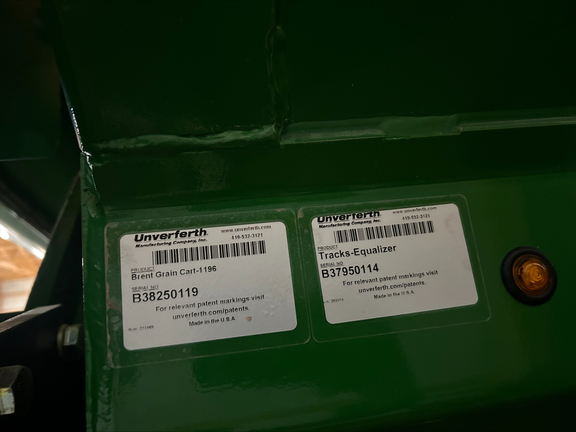 Unverferth
Manufacturing Company, Inc.
www.unverferth.com
419-532-3121
PRODUCT
Brent Grain Cart-1196
SERIAL NO
B38250119
For relevant patent markings visit
unverferth.com/patents.
Made in the U.S.A.
Unverferth
Manufacturing Company, Inc.
www.unverferth.com
419-532-3121
PRODUCT
Tracks-Equalizer
SERIAL NO
B37950114
For relevant patent markings visit
unverferth.com/patents.
Made in the U.S.A.